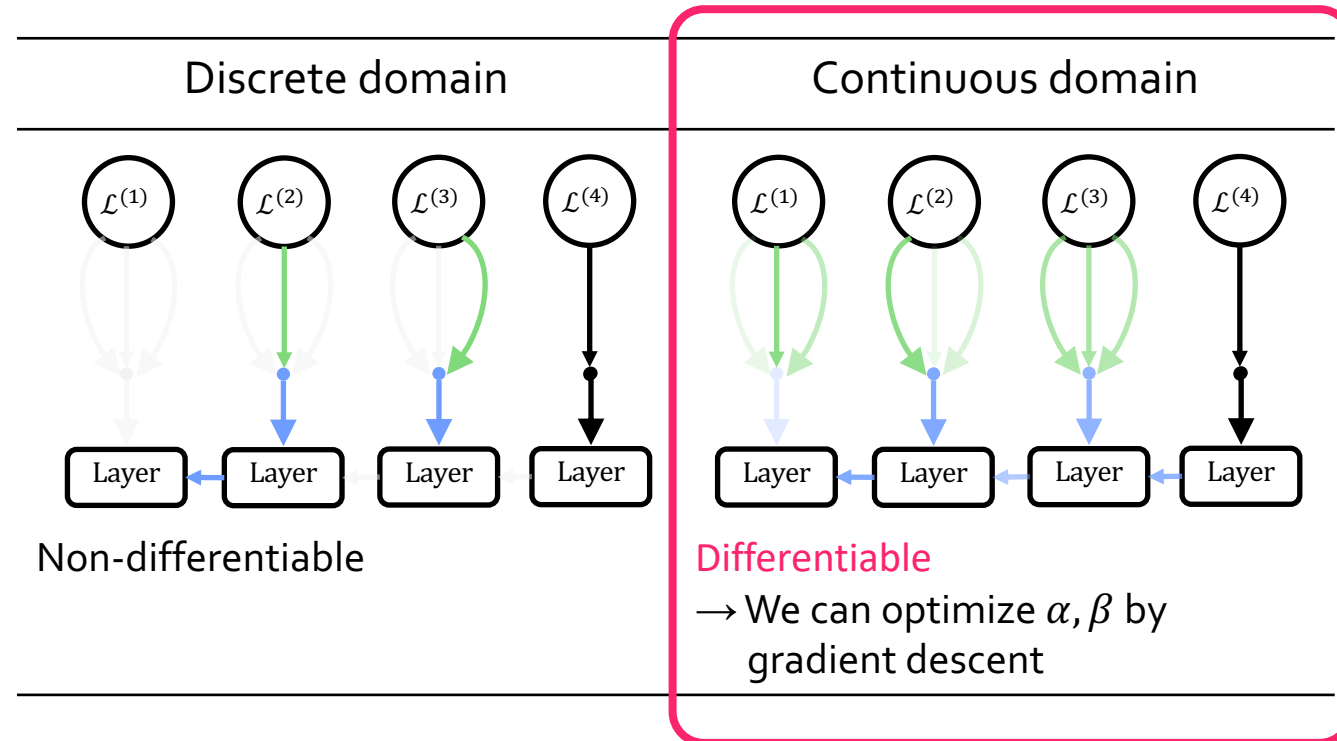 Discrete domain
Continuous domain
ℒ⁽¹⁾ ℒ⁽²⁾ ℒ⁽³⁾ ℒ⁽⁴⁾
ℒ⁽¹⁾ ℒ⁽²⁾ ℒ⁽³⁾ ℒ⁽⁴⁾
Layer Layer Layer Layer
Layer Layer Layer Layer
Non-differentiable
Differentiable
→ We can optimize α, β by
gradient descent